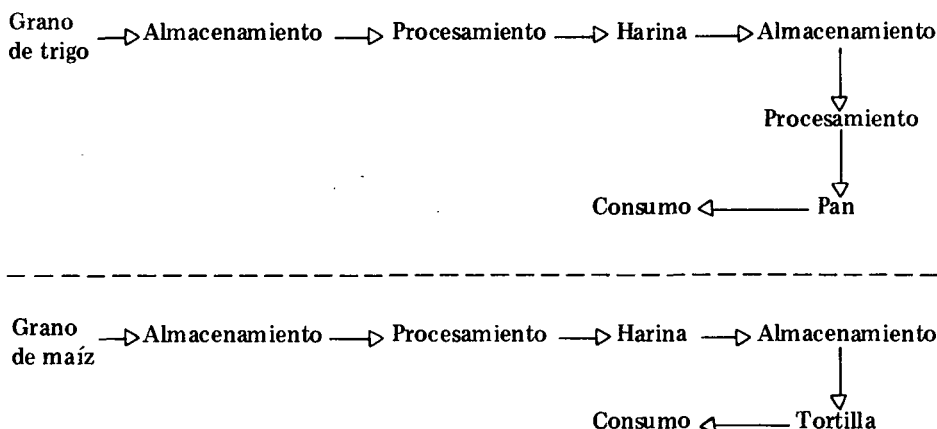 Grano
de trigo
Almacenamiento
Procesamiento
Harina
Almacenamiento
Procesamiento
Pan
Consumo
Grano
de maíz
Almacenamiento
Procesamiento
Harina
Almacenamiento
Tortilla
Consumo